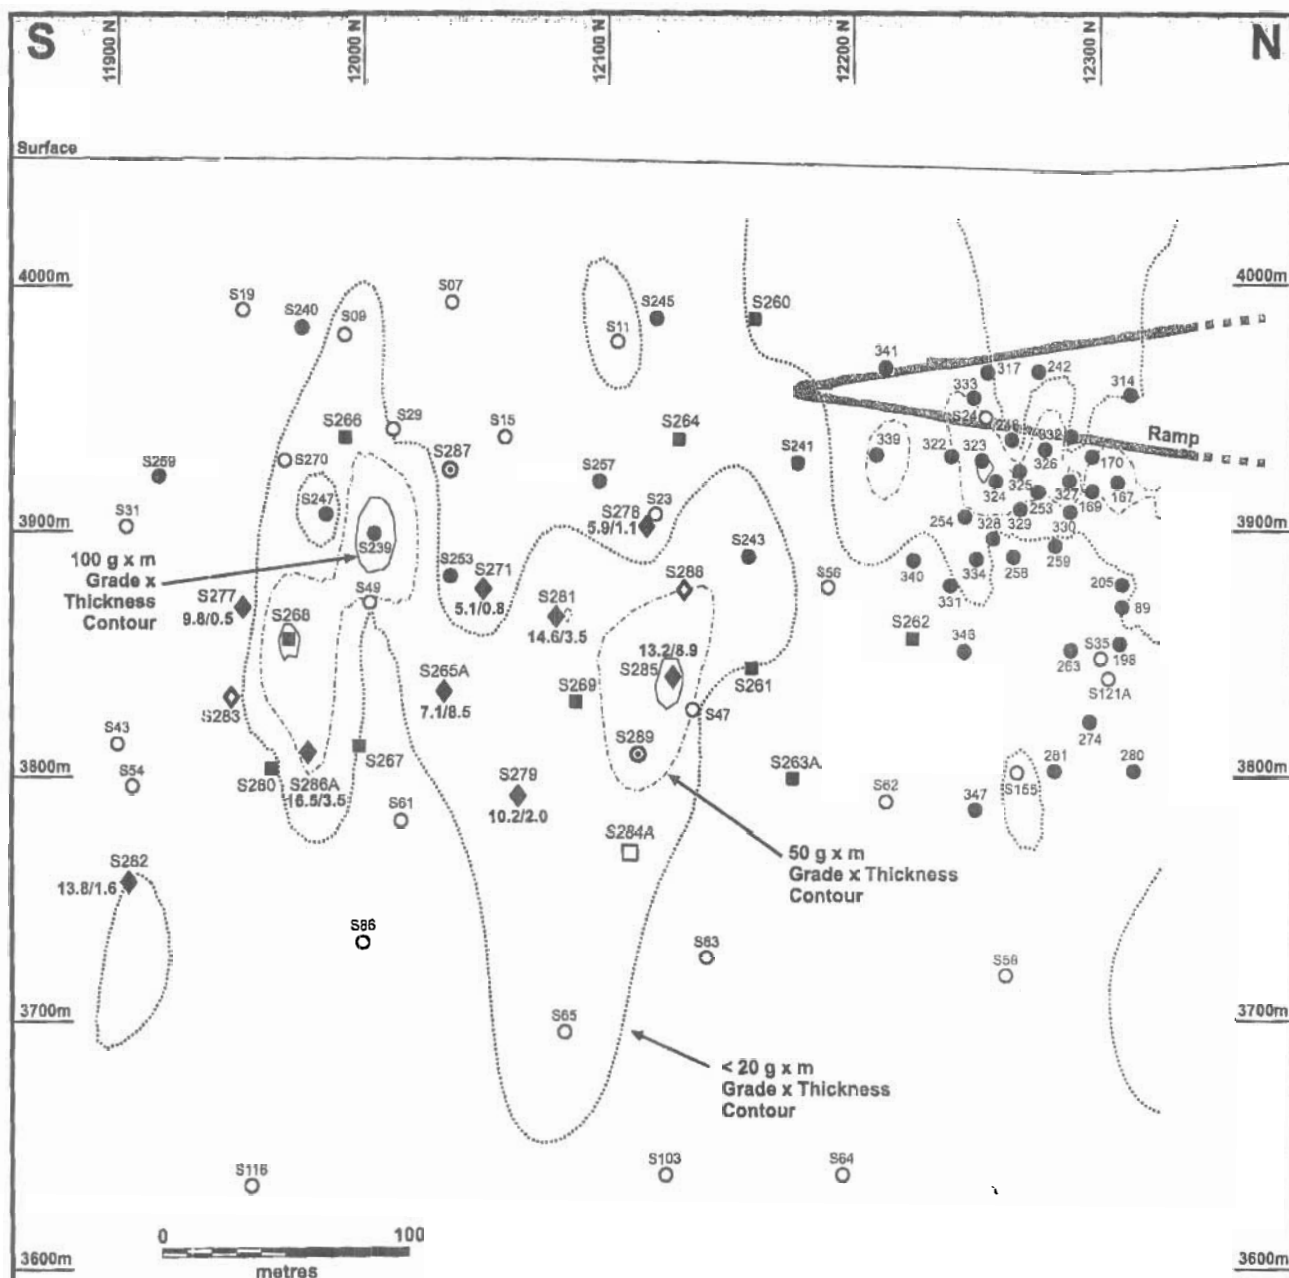 S
11900 N
12000 N
12100 N
12200 N
12300 N
N
Surface
4000m
4000m
S19
S240
S09
S07
S11
S245
S260
341
333
317
242
314
S24
Ramp
S266
S29
S15
S264
S270
S287
S241
339
322
323
332
326
170
S259
S247
S257
S23
324
325
253
327
169
167
S31
3900m
3900m
S278
5.9/1.1
S239
254
328
329
330
S243
100 g x m
Grade x
Thickness
Contour
S253
S271
5.1/0.8
S288
S56
340
334
258
259
331
205
S277
9.8/0.5
S49
S281
14.6/3.5
89
S268
S262
346
263
S35
198
13.2/8.9
S285
S265A
7.1/8.5
S269
S261
S121A
S283
S47
S43
274
S267
S289
S54
3800m
3800m
S280
S286A
16.5/3.5
S279
10.2/2.0
S263A
281
280
S155
S61
S62
347
S284A
50 g x m
Grade x Thickness
Contour
S282
13.8/1.6
S86
S63
S58
3700m
3700m
S65
< 20 g x m
Grade x Thickness
Contour
S116
S103
S64
0
100
metres
3600m
3600m